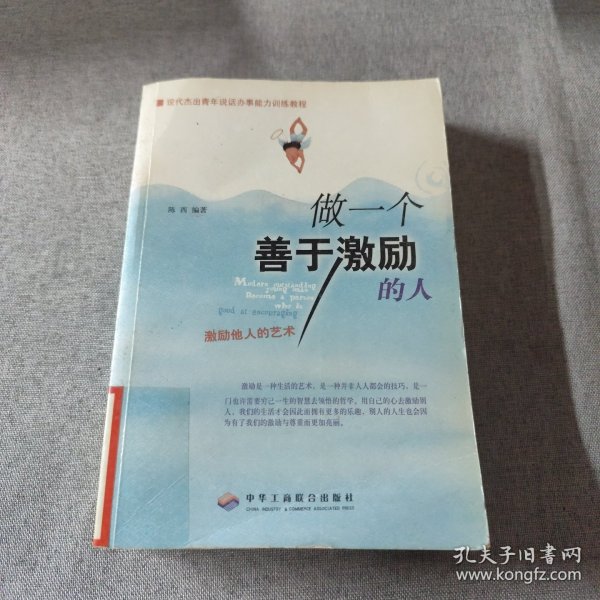 现代杰出青年说话办事能力训练教程
陈西 编著
做一个
善于激励
的人
Modern outstanding
young man
Become a person
who is
good at encouraging
激励他人的艺术
激励是一种生活的艺术，是一种并非人人都会的技巧，是一
门也许需要穷己一生的智慧去领悟的哲学。用自己的心去激励别
人，我们的生活才会因此而拥有更多的乐趣，别人的人生也会因
为有了我们的激励与尊重而更加亮丽。
中华工商联合出版社
CHINA INDUSTRY & COMMERCE ASSOCIATED PRESS
孔夫子旧书网
www.kongfz.com